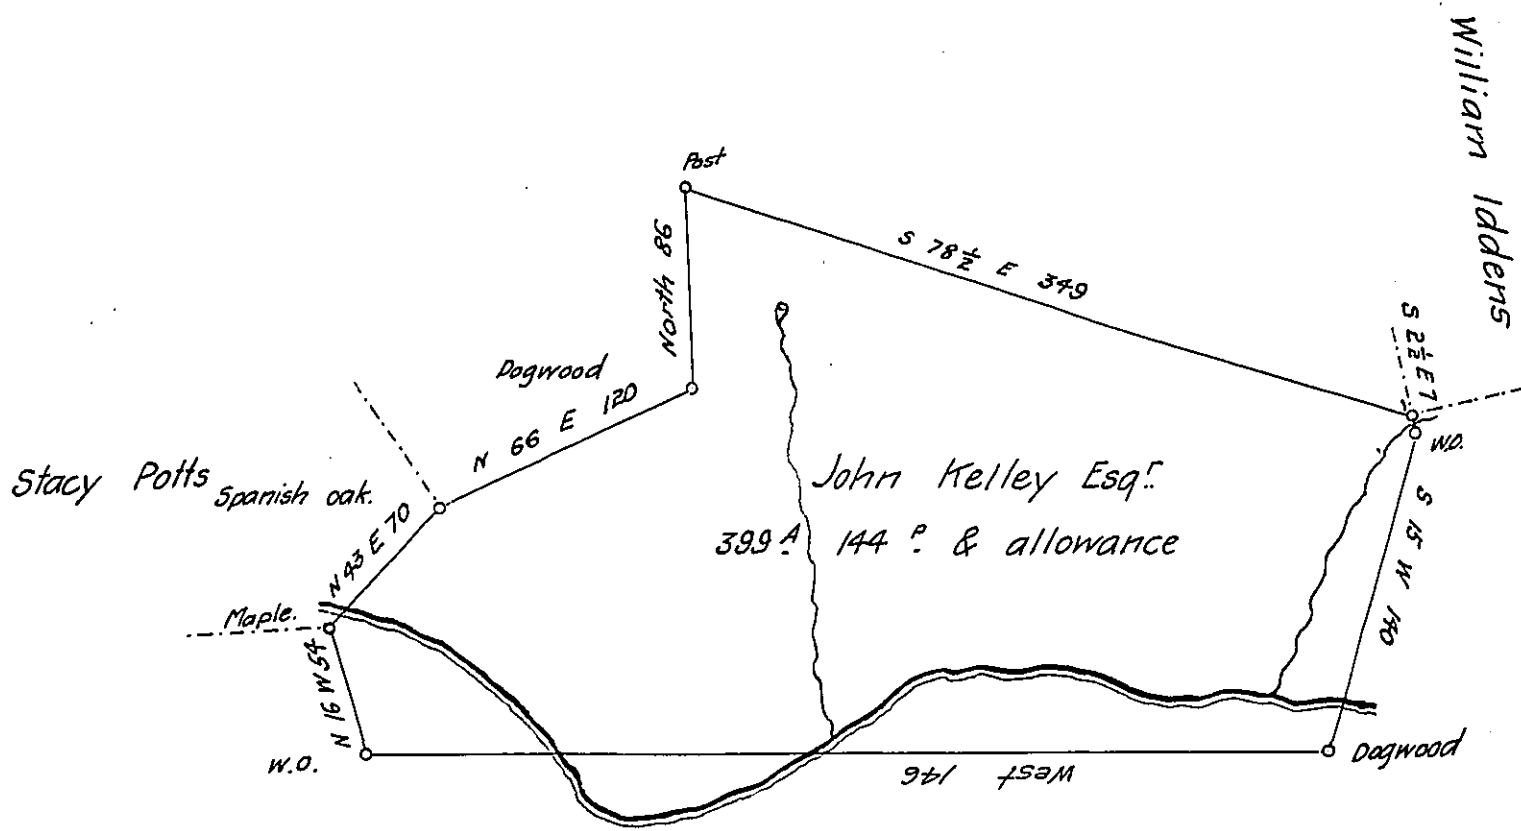 William Iddens
Post
S 78½ E 349
North 86
S 2½ E 7
Dogwood
N 66 E 120
W.O.
Stacy Potts
Spanish oak.
John Kelley Esqr.
N 43 E 70
S 15 W 140
399 A. 144 P. & allowance
Maple.
N 16 W 54
W.O.
West 146
Dogwood